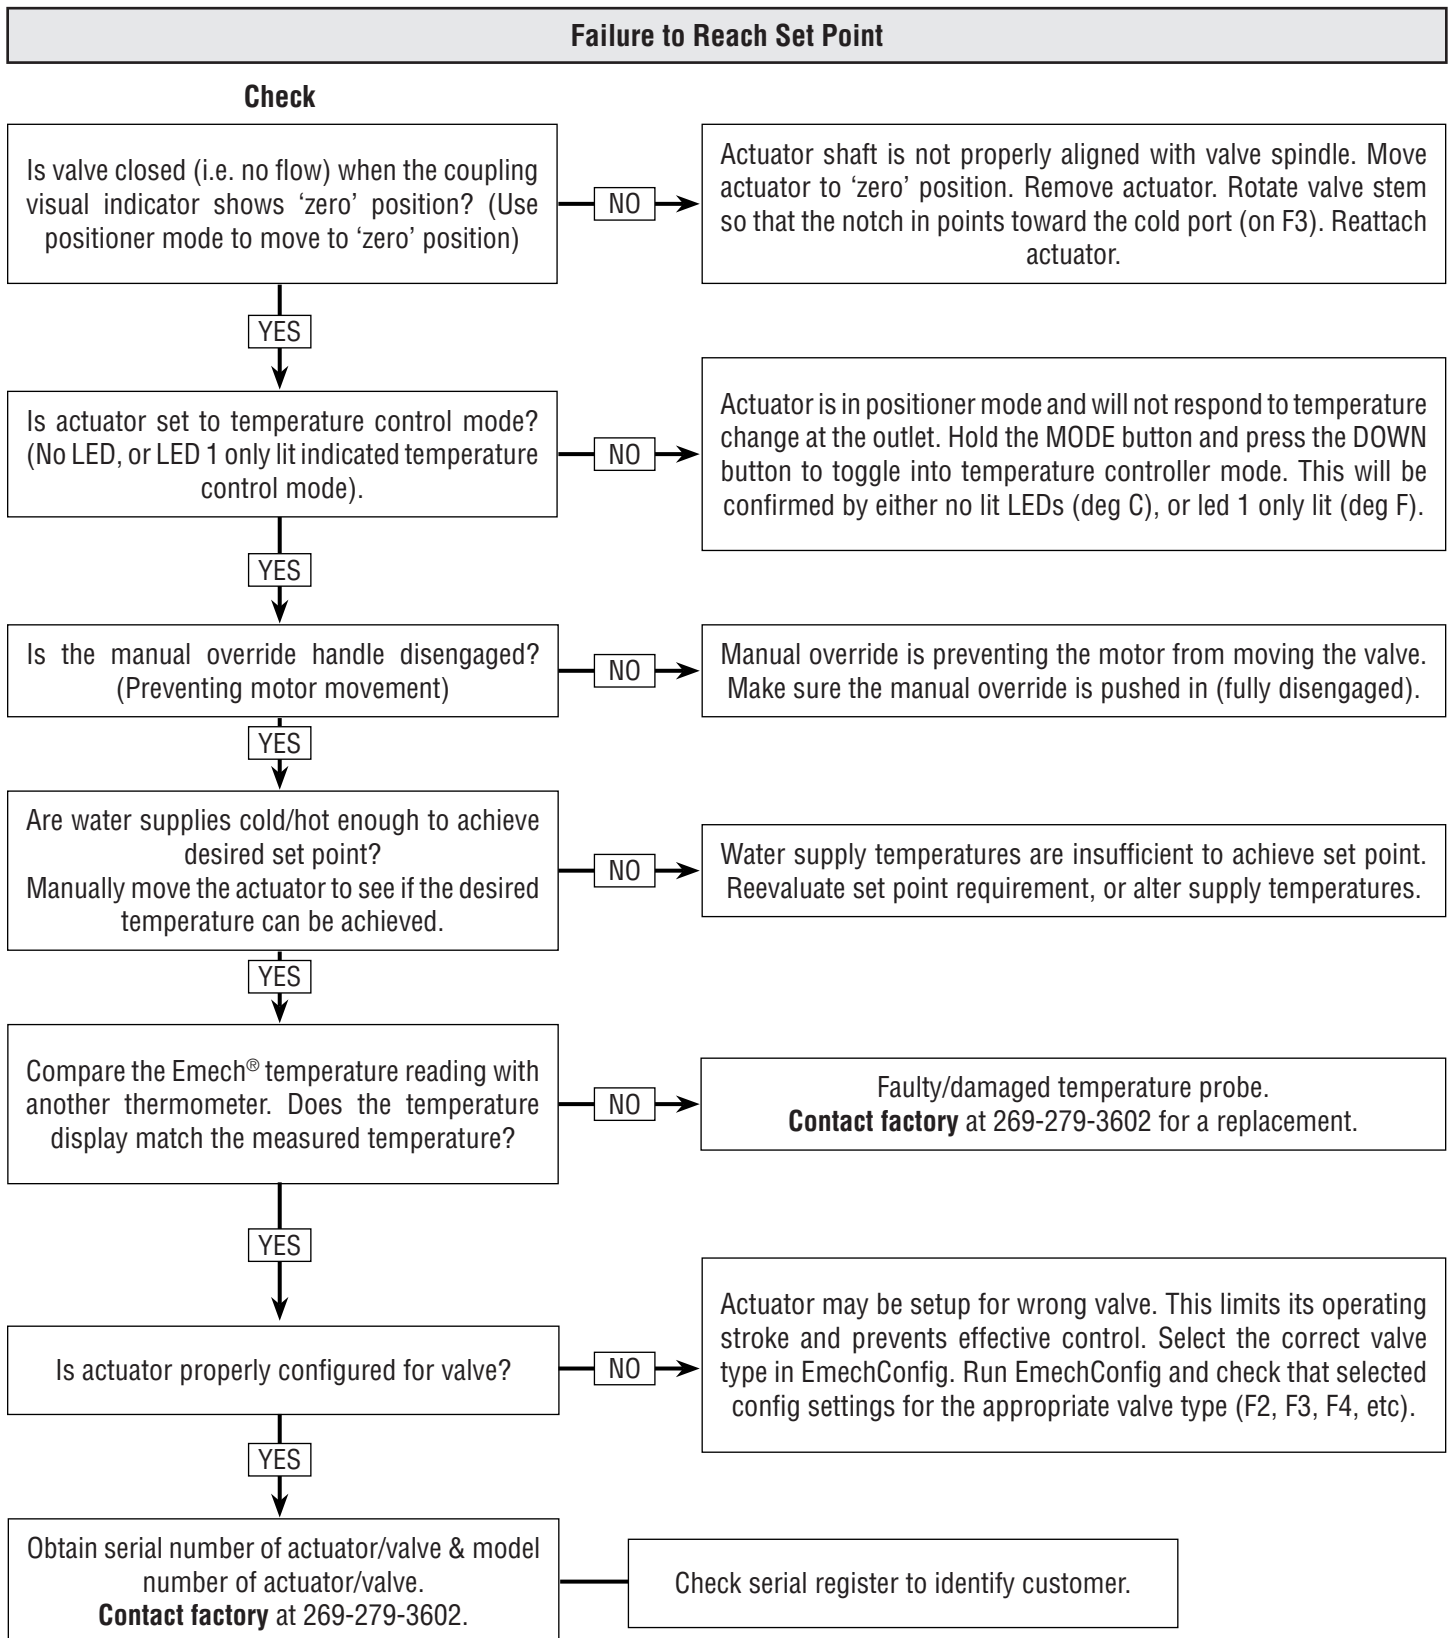 Failure to Reach Set Point
Check
Is valve closed (i.e. no flow) when the coupling
visual indicator shows ‘zero’ position? (Use
positioner mode to move to ‘zero’ position)
NO
Actuator shaft is not properly aligned with valve spindle. Move
actuator to ‘zero’ position. Remove actuator. Rotate valve stem
so that the notch in points toward the cold port (on F3). Reattach
actuator.
YES
Is actuator set to temperature control mode?
(No LED, or LED 1 only lit indicated temperature
control mode).
NO
Actuator is in positioner mode and will not respond to temperature
change at the outlet. Hold the MODE button and press the DOWN
button to toggle into temperature controller mode. This will be
confirmed by either no lit LEDs (deg C), or led 1 only lit (deg F).
YES
Is the manual override handle disengaged?
(Preventing motor movement)
NO
Manual override is preventing the motor from moving the valve.
Make sure the manual override is pushed in (fully disengaged).
YES
Are water supplies cold/hot enough to achieve
desired set point?
Manually move the actuator to see if the desired
temperature can be achieved.
NO
Water supply temperatures are insufficient to achieve set point.
Reevaluate set point requirement, or alter supply temperatures.
YES
Compare the Emech® temperature reading with
another thermometer. Does the temperature
display match the measured temperature?
NO
Faulty/damaged temperature probe.
Contact factory at 269-279-3602 for a replacement.
YES
Is actuator properly configured for valve?
NO
Actuator may be setup for wrong valve. This limits its operating
stroke and prevents effective control. Select the correct valve
type in EmechConfig. Run EmechConfig and check that selected
config settings for the appropriate valve type (F2, F3, F4, etc).
YES
Obtain serial number of actuator/valve & model
number of actuator/valve.
Contact factory at 269-279-3602.
Check serial register to identify customer.